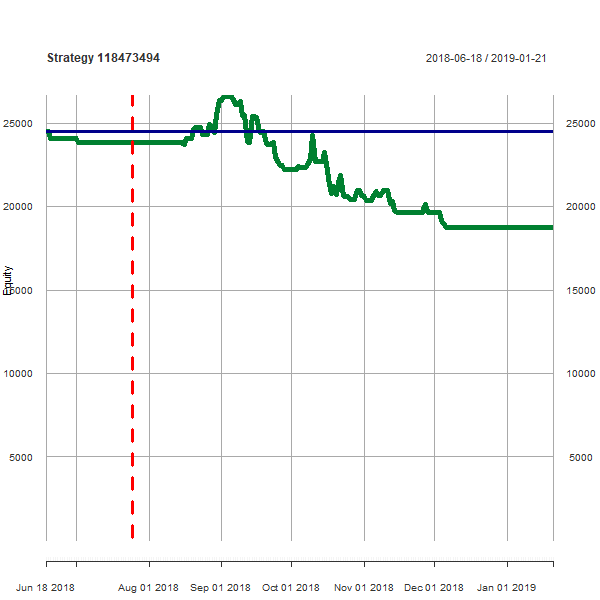 Strategy 118473494
2018-06-18 / 2019-01-21
25000 25000
20000 20000
Equity
15000 15000
10000 10000
5000 5000
Jun 18 2018 Aug 01 2018 Sep 01 2018 Oct 01 2018 Nov 01 2018 Dec 01 2018 Jan 01 2019